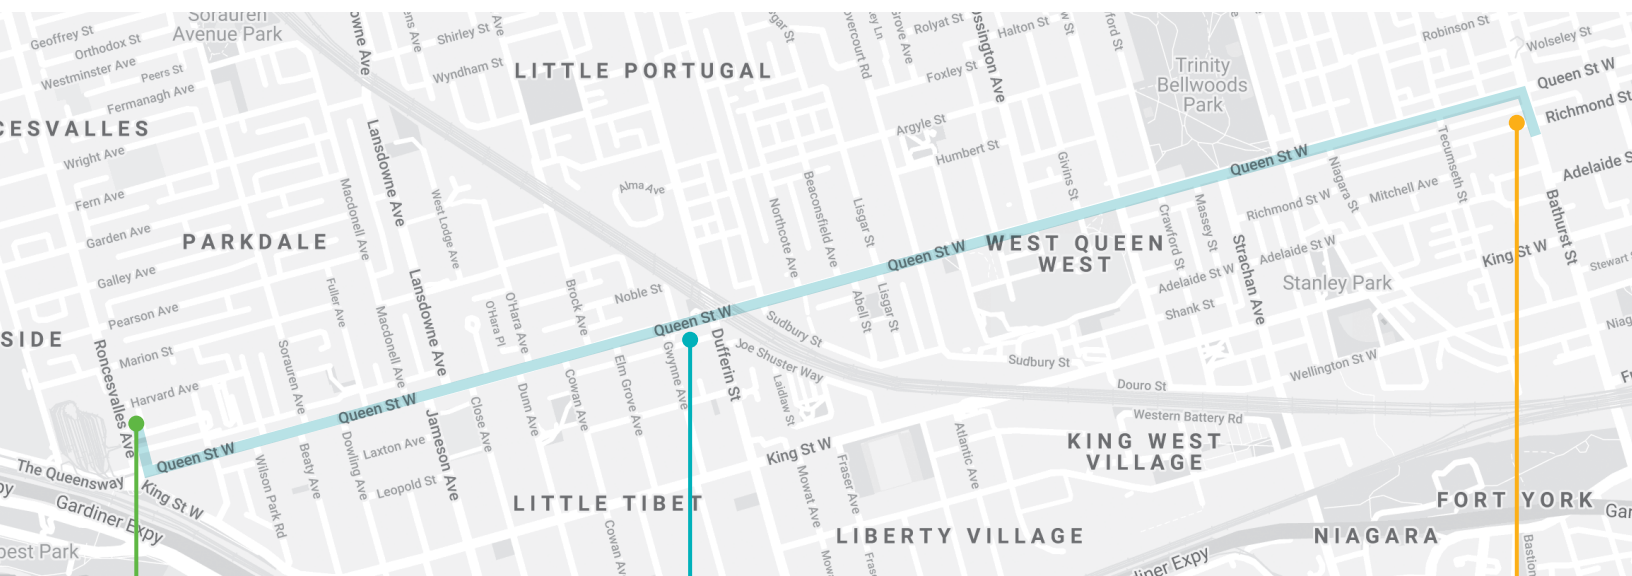 Sorauren
Avenue Park
Geoffrey St
Orthodox St
Westminster Ave
Peers St
Fermanagh Ave
CESVALLES
Wright Ave
Fern Ave
Garden Ave
PARKDALE
Galley Ave
Pearson Ave
SIDE
Marion St
Roncesvalles Ave
Harvard Ave
Queen St W
The Queensway
King St W
Gardiner Expy
Wilson Park Rd
Beaty Ave
Sorauren Ave
Fuller Ave
Macdonell Ave
Macdonell Ave
Lansdowne Ave
Lansdowne Ave
West Lodge Ave
Queen St W
Dowling Ave
Laxton Ave
Leopold St
Jameson Ave
Close Ave
O'Hara Pl
O'Hara Ave
Dunn Ave
Brock Ave
Cowan Ave
Noble St
Elm Grove Ave
Gwynne Ave
Queen St W
Dufferin St
Joe Shuster Way
Sudbury St
Laidlaw St
King St W
LITTLE TIBET
Cowan Av
Mowat Ave
Fraser Ave
LIBERTY VILLAGE
Atlantic Ave
Shirley St
Wyndham St
LITTLE PORTUGAL
Alma Ave
Northcote Ave
Beaconsfield Ave
Lisgar St
Lisgar St
Abell St
Queen St W
Rolyat St
Halton St
Foxley St
Argyle St
Humbert St
Givins St
WEST QUEEN
WEST
Trinity
Bellwoods
Park
Queen St W
Sudbury St
Douro St
Western Battery Rd
KING WEST
VILLAGE
Crawford St
Massey St
Adelaide St W
Shank St
Strachan Ave
Richmond St W
Adelaide St W
Stanley Park
Niagara St
Mitchell Ave
Tecumseth St
Wellington St W
Robinson St
Wolseley St
Queen St W
Richmond St
Adelaide S
Bathurst St
King St W
Stewart
Niag
FORT YORK
NIAGARA